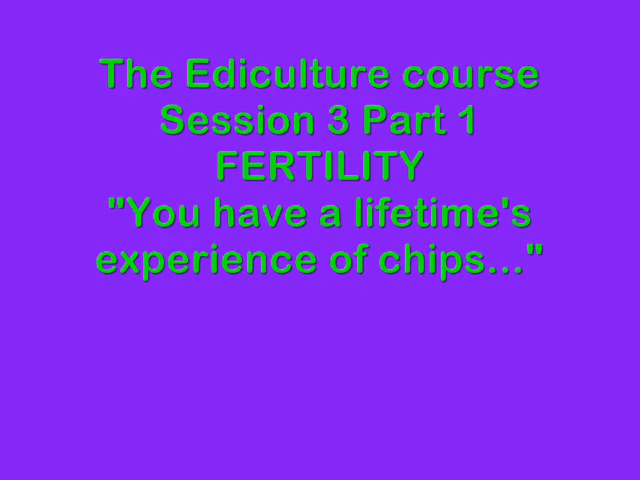 The Ediculture course
Session 3 Part 1
FERTILITY
"You have a lifetime's
experience of chips..."